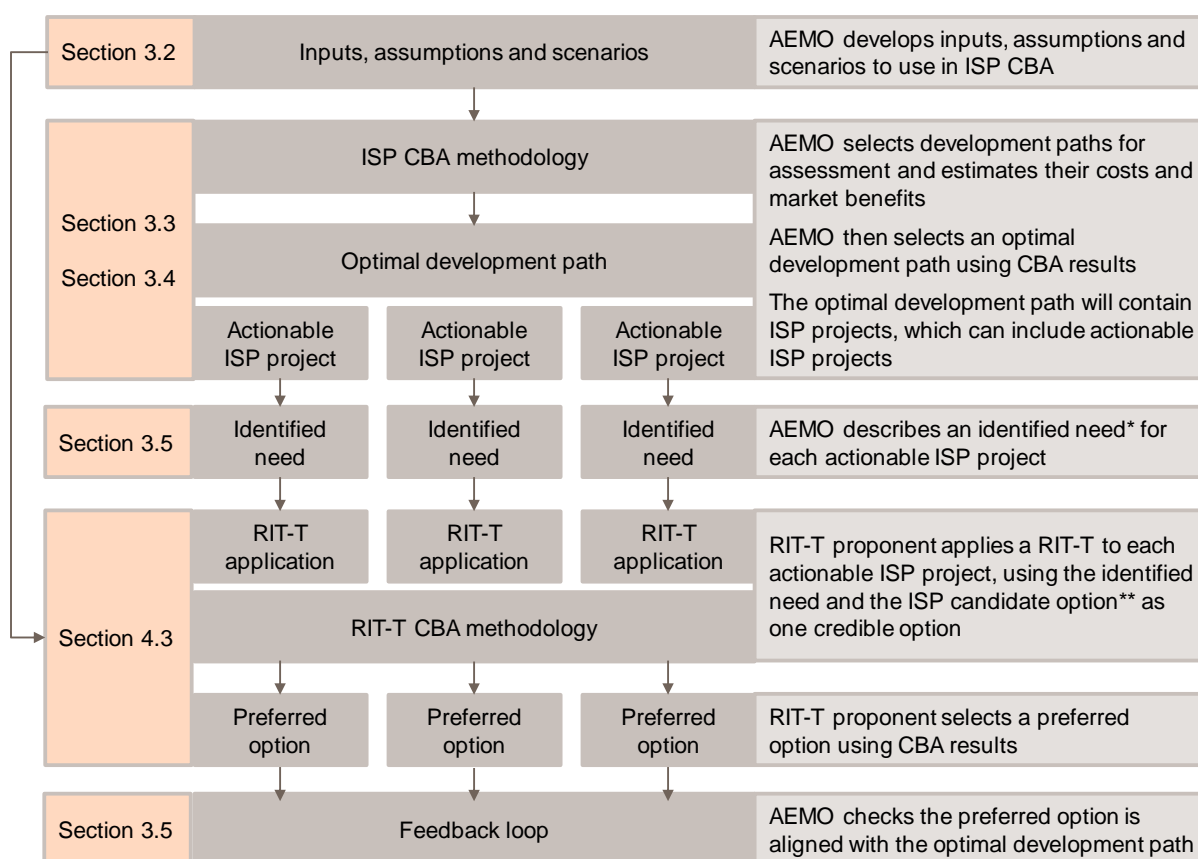 Section 3.2
Inputs, assumptions and scenarios
AEMO develops inputs, assumptions and
scenarios to use in ISP CBA
Section 3.3
Section 3.4
ISP CBA methodology
Optimal development path
Actionable
ISP project
Actionable
ISP project
Actionable
ISP project
AEMO selects development paths for
assessment and estimates their costs and
market benefits
AEMO then selects an optimal
development path using CBA results
The optimal development path will contain
ISP projects, which can include actionable
ISP projects
Section 3.5
Identified
need
Identified
need
Identified
need
AEMO describes an identified need* for
each actionable ISP project
Section 4.3
RIT-T
application
RIT-T
application
RIT-T
application
RIT-T CBA methodology
RIT-T proponent applies a RIT-T to each
actionable ISP project, using the identified
need and the ISP candidate option** as
one credible option
Preferred
option
Preferred
option
Preferred
option
RIT-T proponent selects a preferred
option using CBA results
Section 3.5
Feedback loop
AEMO checks the preferred option is
aligned with the optimal development path